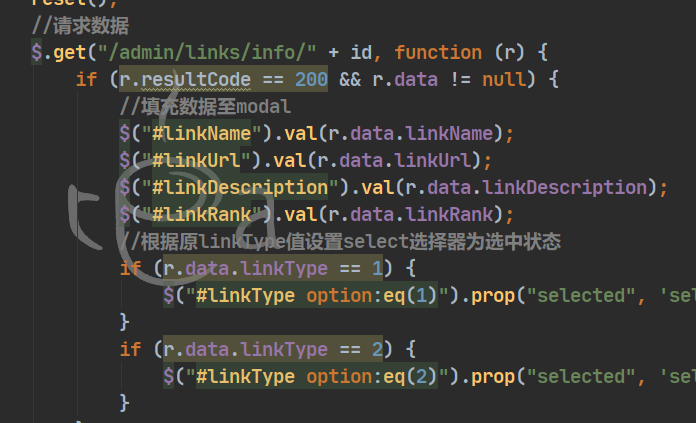 reset();
//请求数据
$.get("/admin/links/info/" + id, function (r) {
if (r.resultCode == 200 && r.data != null) {
//填充数据至modal
$("#linkName").val(r.data.linkName);
$("#linkUrl").val(r.data.linkUrl);
$("#linkDescription").val(r.data.linkDescription);
$("#linkRank").val(r.data.linkRank);
//根据原linkType值设置select选择器为选中状态
if (r.data.linkType == 1) {
$("#linkType option:eq(1)").prop("selected", 'sel
}
if (r.data.linkType == 2) {
$("#linkType option:eq(2)").prop("selected", 'sel
}